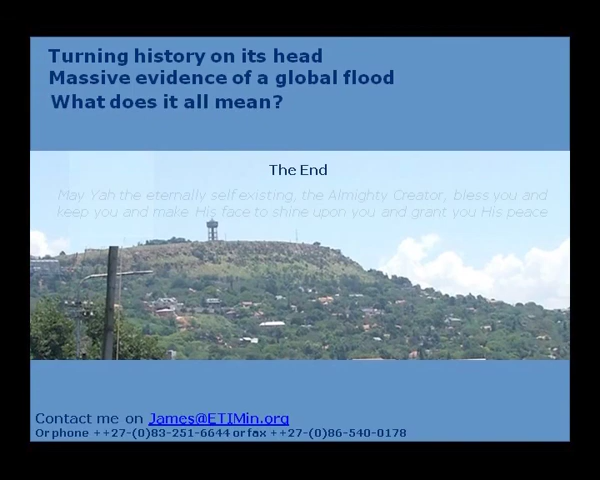 Turning history on its head
Massive evidence of a global flood
What does it all mean?
The End
May Yah the eternally self existing, the Almighty Creator, bless you and
keep you and make His face to shine upon you and grant you His peace
Contact me on James@ETIMin.org
Or phone ++27-(0)83-251-6644 or fax ++27-(0)86-540-0178